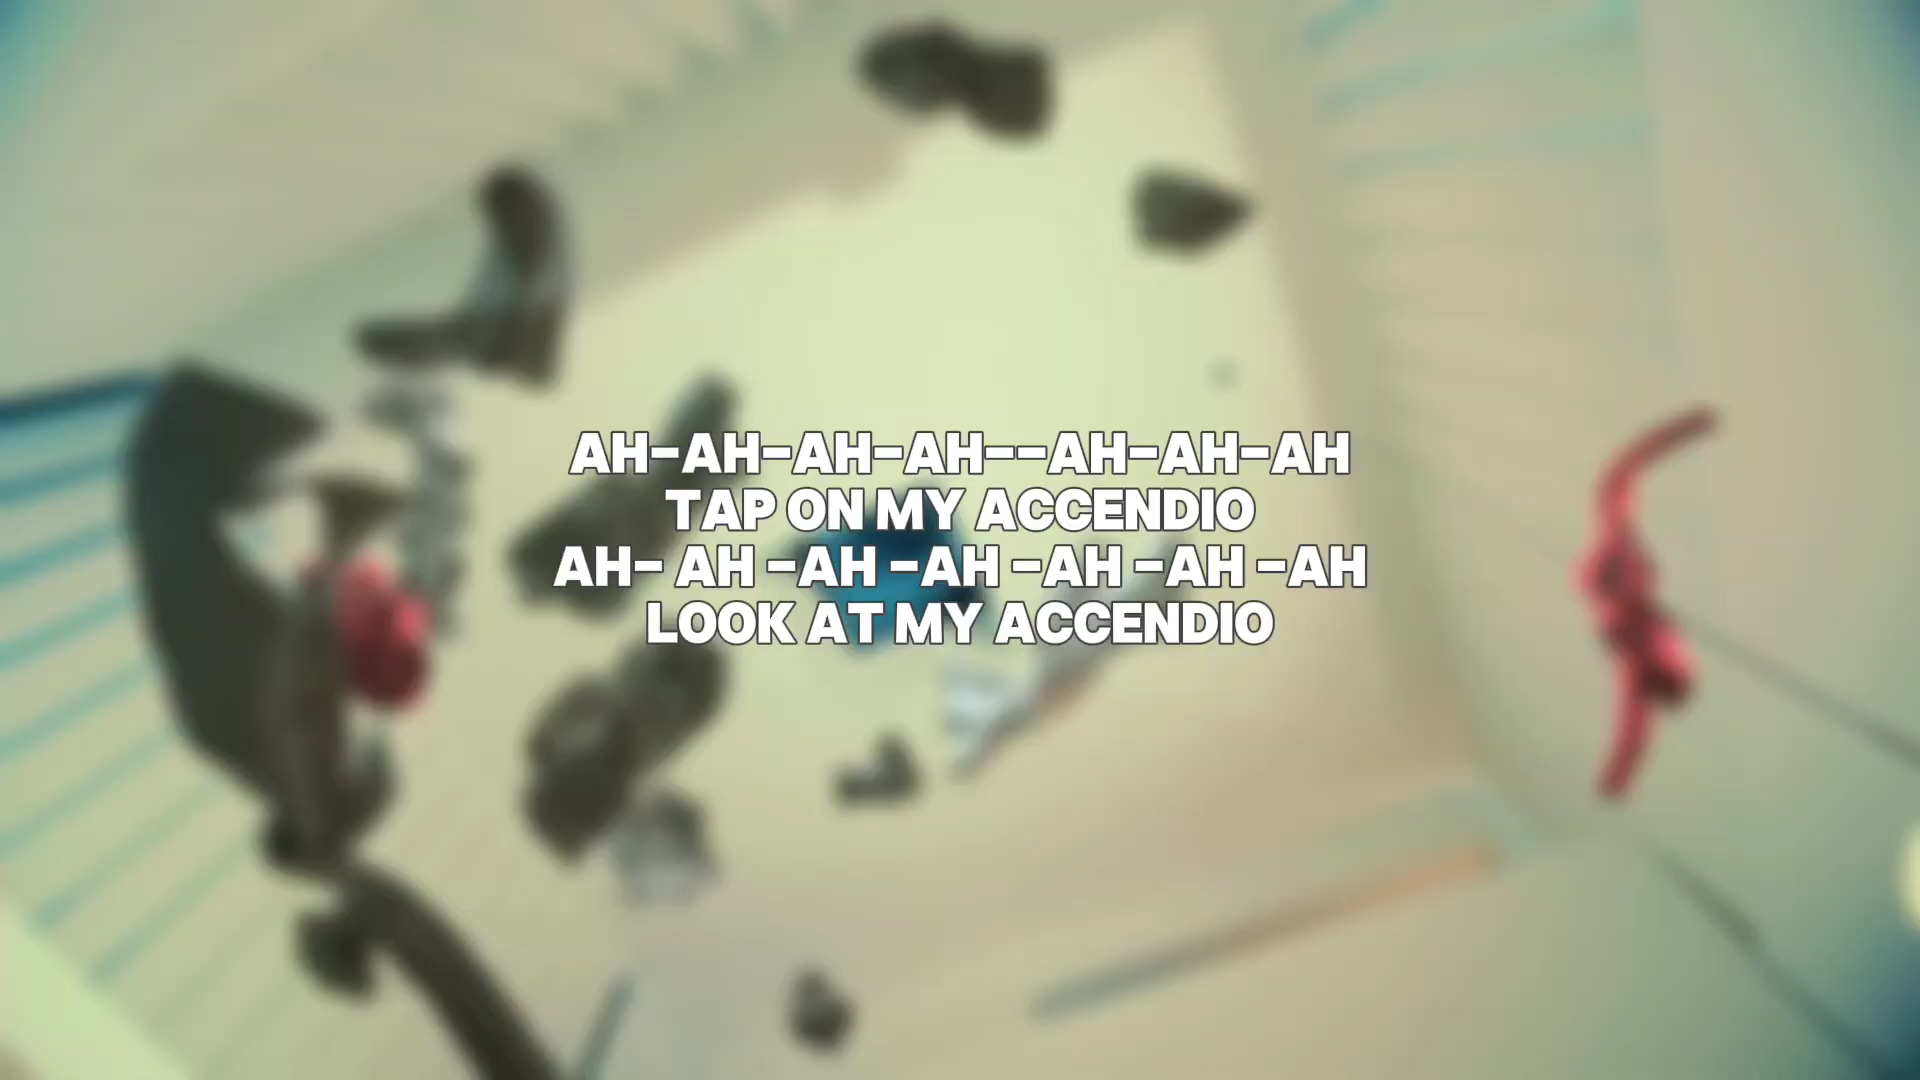 AH-AH-AH-AH--AH-AH-AH
TAP ON MY ACCENDIO
AH- AH -AH -AH -AH -AH -AH
LOOK AT MY ACCENDIO